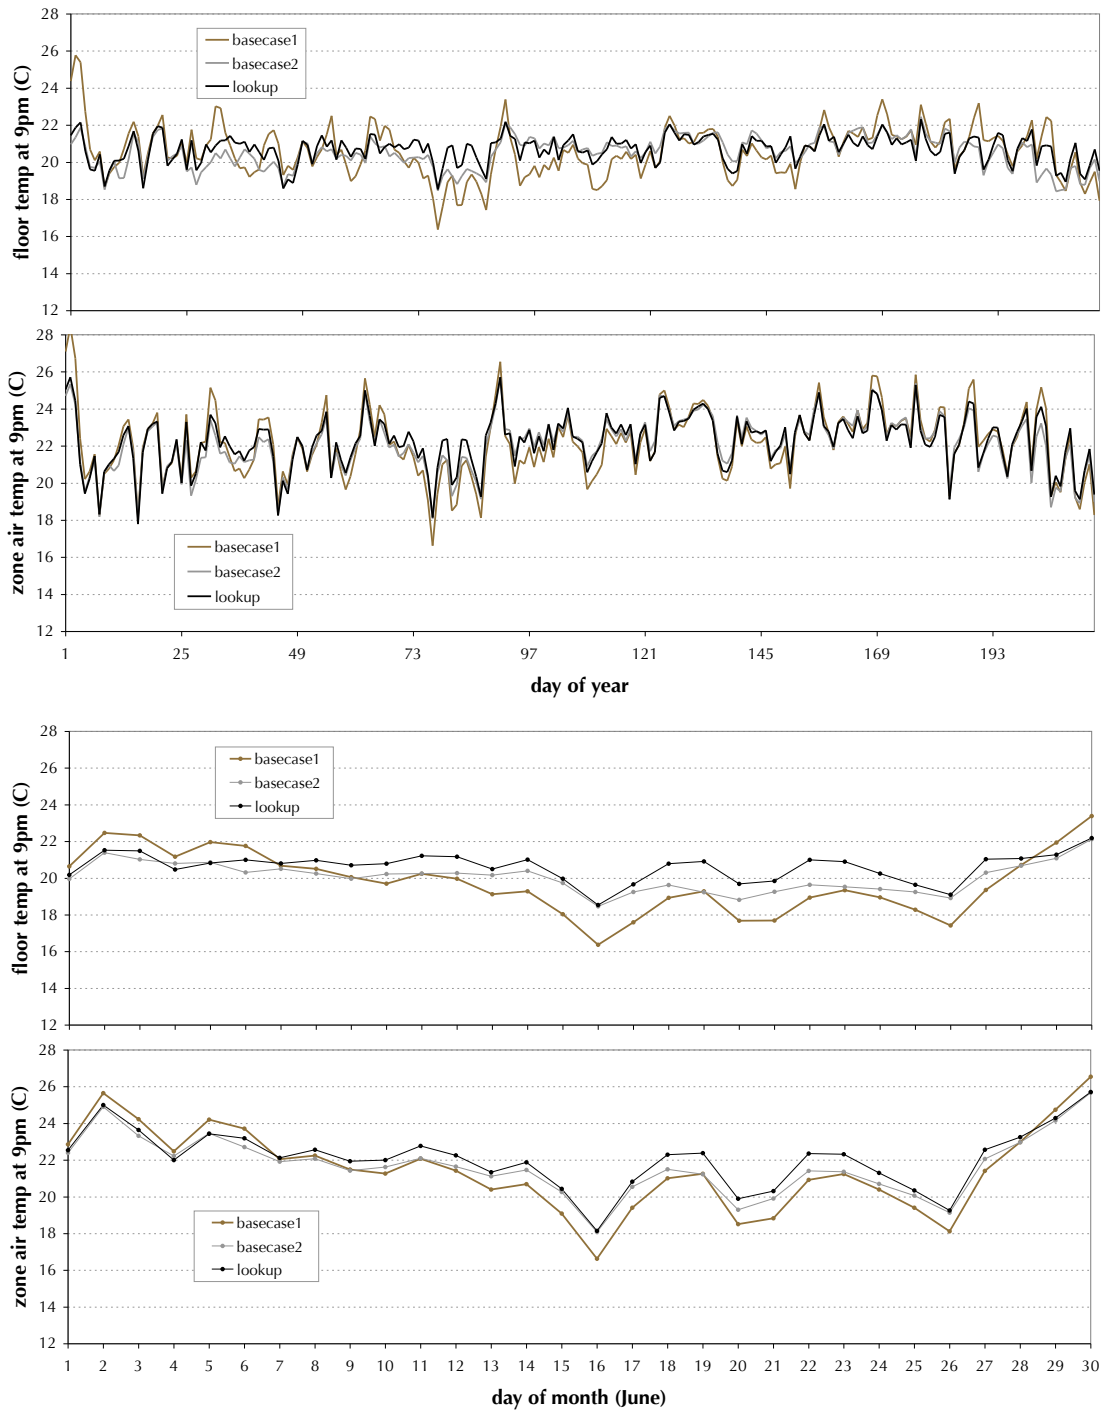 28
26
24
22
20
18
16
14
12
floor temp at 9pm (C)
basecase1
basecase2
lookup
28
26
24
22
20
18
16
14
12
zone air temp at 9pm (C)
basecase1
basecase2
lookup
1 25 49 73 97 121 145 169 193
day of year
28
26
24
22
20
18
16
14
12
floor temp at 9pm (C)
basecase1
basecase2
lookup
28
26
24
22
20
18
16
14
12
zone air temp at 9pm (C)
basecase1
basecase2
lookup
1 2 3 4 5 6 7 8 9 10 11 12 13 14 15 16 17 18 19 20 21 22 23 24 25 26 27 28 29 30
day of month (June)